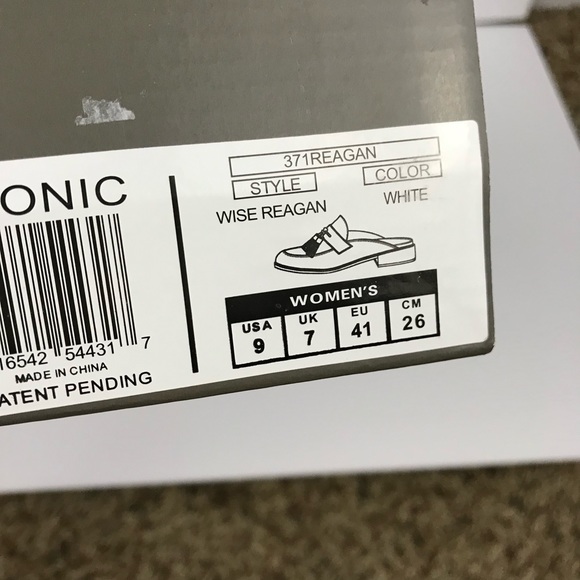 ONIC
16542 54431 7
MADE IN CHINA
ATENT PENDING
371REAGAN
STYLE COLOR
WISE REAGAN WHITE
WOMEN'S
USA UK EU CM
9 7 41 26